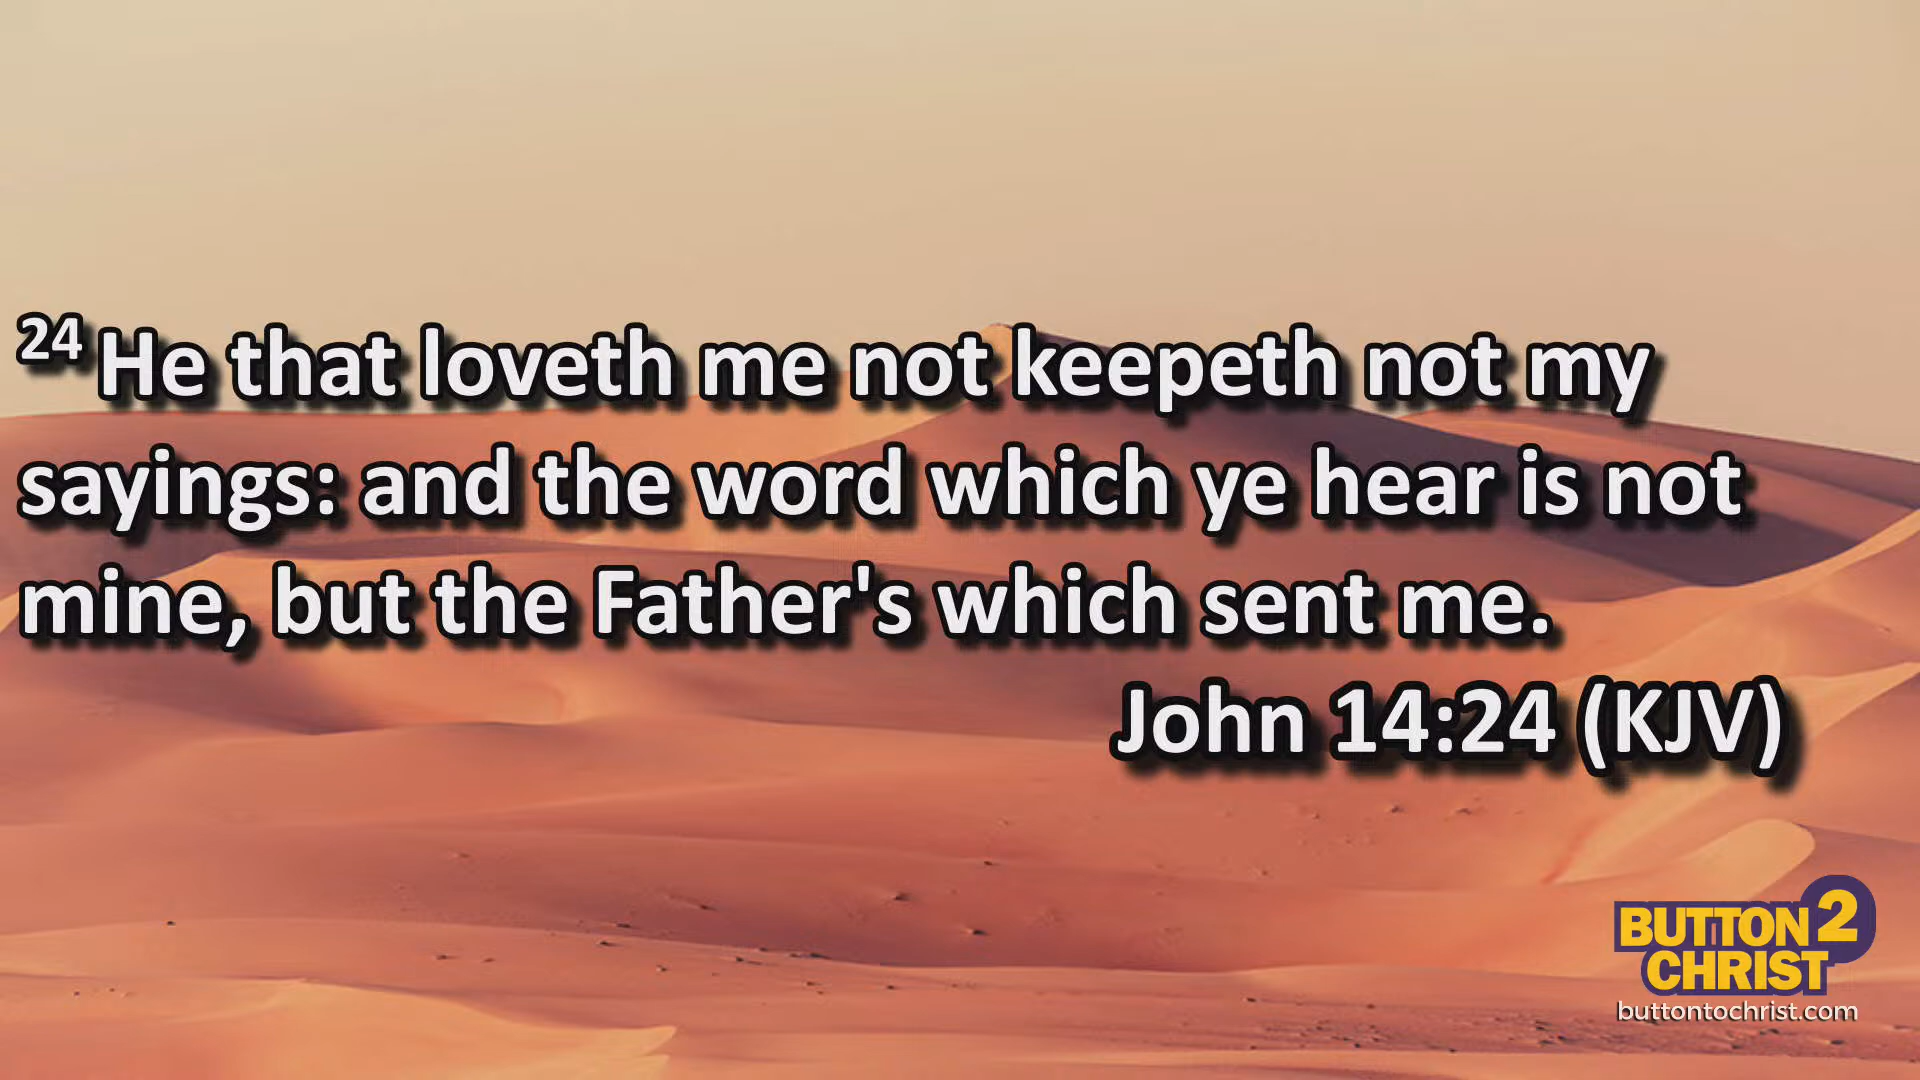 24 He that loveth me not keepeth not my
sayings: and the word which ye hear is not
mine, but the Father's which sent me.
John 14:24 (KJV)
BUTTON 2
CHRIST
buttontochrist.com